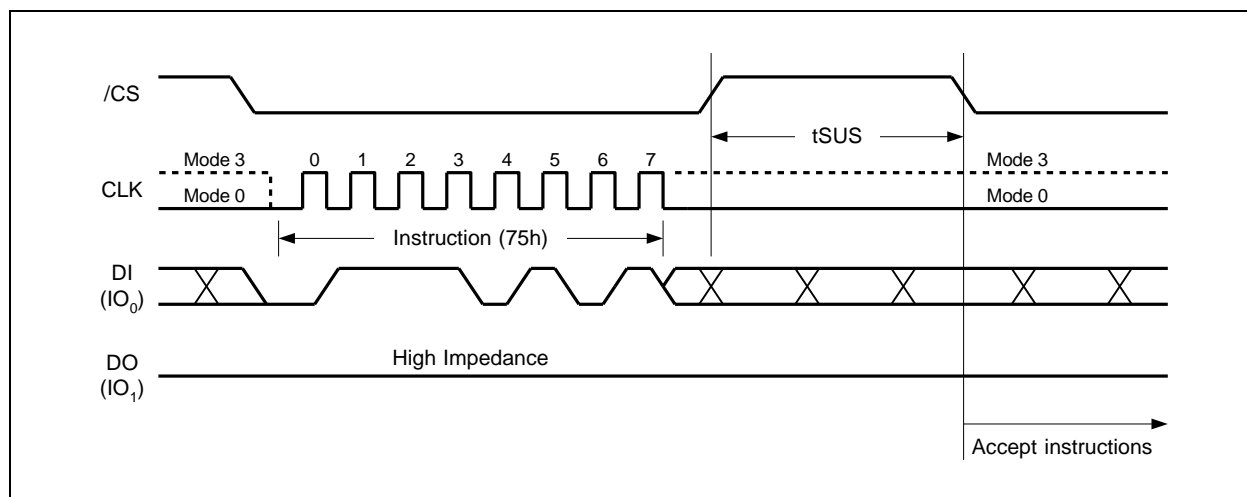 /CS
tSUS
Mode 3
0 1 2 3 4 5 6 7
Mode 3
CLK
Mode 0
Mode 0
Instruction (75h)
DI
(IO0)
High Impedance
DO
(IO1)
Accept instructions